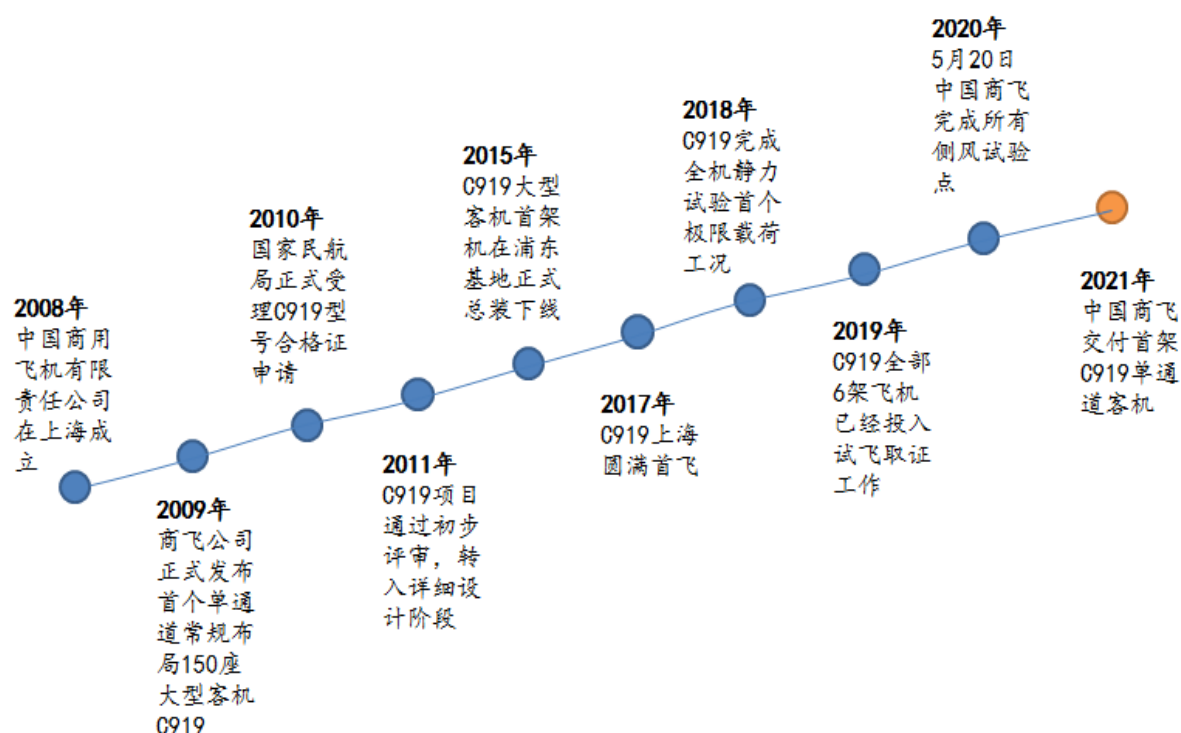 2008年
中国商用
飞机有限
责任公司
在上海成
立
2009年
商飞公司
正式发布
首个单通
道常规布
局150座
大型客机
C919
2010年
国家民航
局正式受
理C919型
号合格证
申请
2011年
C919项目
通过初步
评审，转
入详细设
计阶段
2015年
C919大型
客机首架
机在浦东
基地正式
总装下线
2017年
C919上海
圆满首飞
2018年
C919完成
全机静力
试验首个
极限载荷
工况
2019年
C919全部
6架飞机
已经投入
试飞取证
工作
2020年
5月20日
中国商飞
完成所有
侧风试验
点
2021年
中国商飞
交付首架
C919单通
道客机